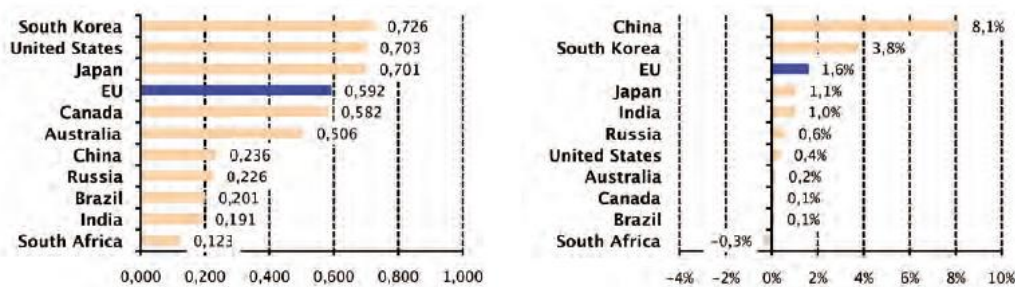 South Korea 0,726
United States 0,703
Japan 0,701
EU 0,592
Canada 0,582
Australia 0,506
China 0,236
Russia 0,226
Brazil 0,201
India 0,191
South Africa 0,123
0,000 0,200 0,400 0,600 0,800 1,000
China 8,1%
South Korea 3,8%
EU 1,6%
Japan 1,1%
India 1,0%
Russia 0,6%
United States 0,4%
Australia 0,2%
Canada 0,1%
Brazil 0,1%
South Africa -0,3%
-4% -2% 0% 2% 4% 6% 8% 10%